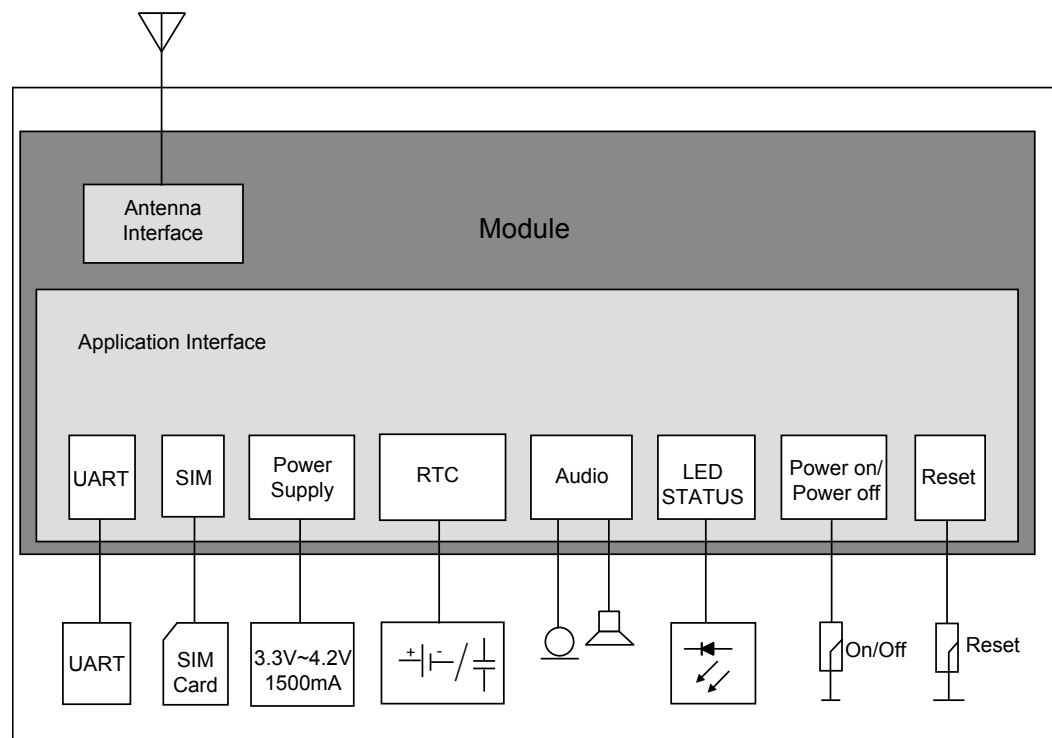 Antenna
Interface
Module
Application Interface
UART
SIM
Power
Supply
RTC
Audio
LED
STATUS
Power on/
Power off
Reset
UART
SIM
Card
3.3V~4.2V
1500mA
+
-
On/Off
Reset